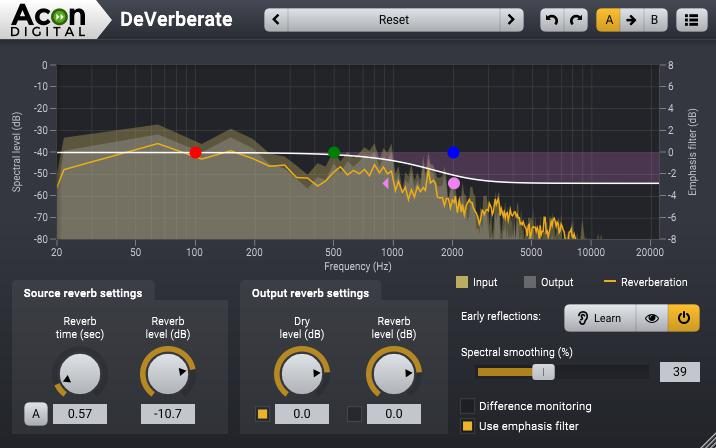 Acon DIGITAL DeVerberate Reset A B
0 8
-10 6
-20 4
-30 2
-40 0
-50 -2
-60 -4
-70 -6
-80 -8
Spectral level (dB)
Emphasis filter (dB)
20 50 100 200 500 1000 2000 5000 10000 20000
Frequency (Hz)
Input Output Reverberation
Source reverb settings
Reverb time (sec)
Reverb level (dB)
A 0.57 -10.7
Output reverb settings
Dry level (dB)
Reverb level (dB)
0.0 0.0
Early reflections: Learn
Spectral smoothing (%)
39
Difference monitoring
Use emphasis filter